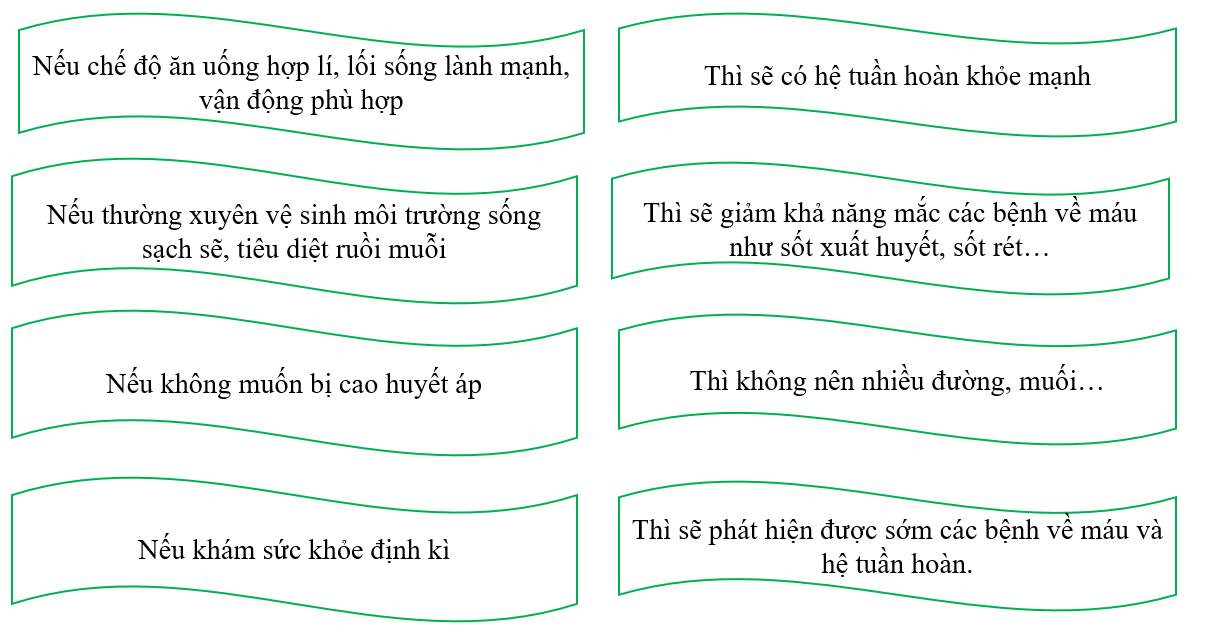 Nếu chế độ ăn uống hợp lí, lối sống lành mạnh,
vận động phù hợp
Thì sẽ có hệ tuần hoàn khỏe mạnh
Nếu thường xuyên vệ sinh môi trường sống
sạch sẽ, tiêu diệt ruồi muỗi
Thì sẽ giảm khả năng mắc các bệnh về máu
như sốt xuất huyết, sốt rét…
Nếu không muốn bị cao huyết áp
Thì không nên nhiều đường, muối…
Nếu khám sức khỏe định kì
Thì sẽ phát hiện được sớm các bệnh về máu và
hệ tuần hoàn.